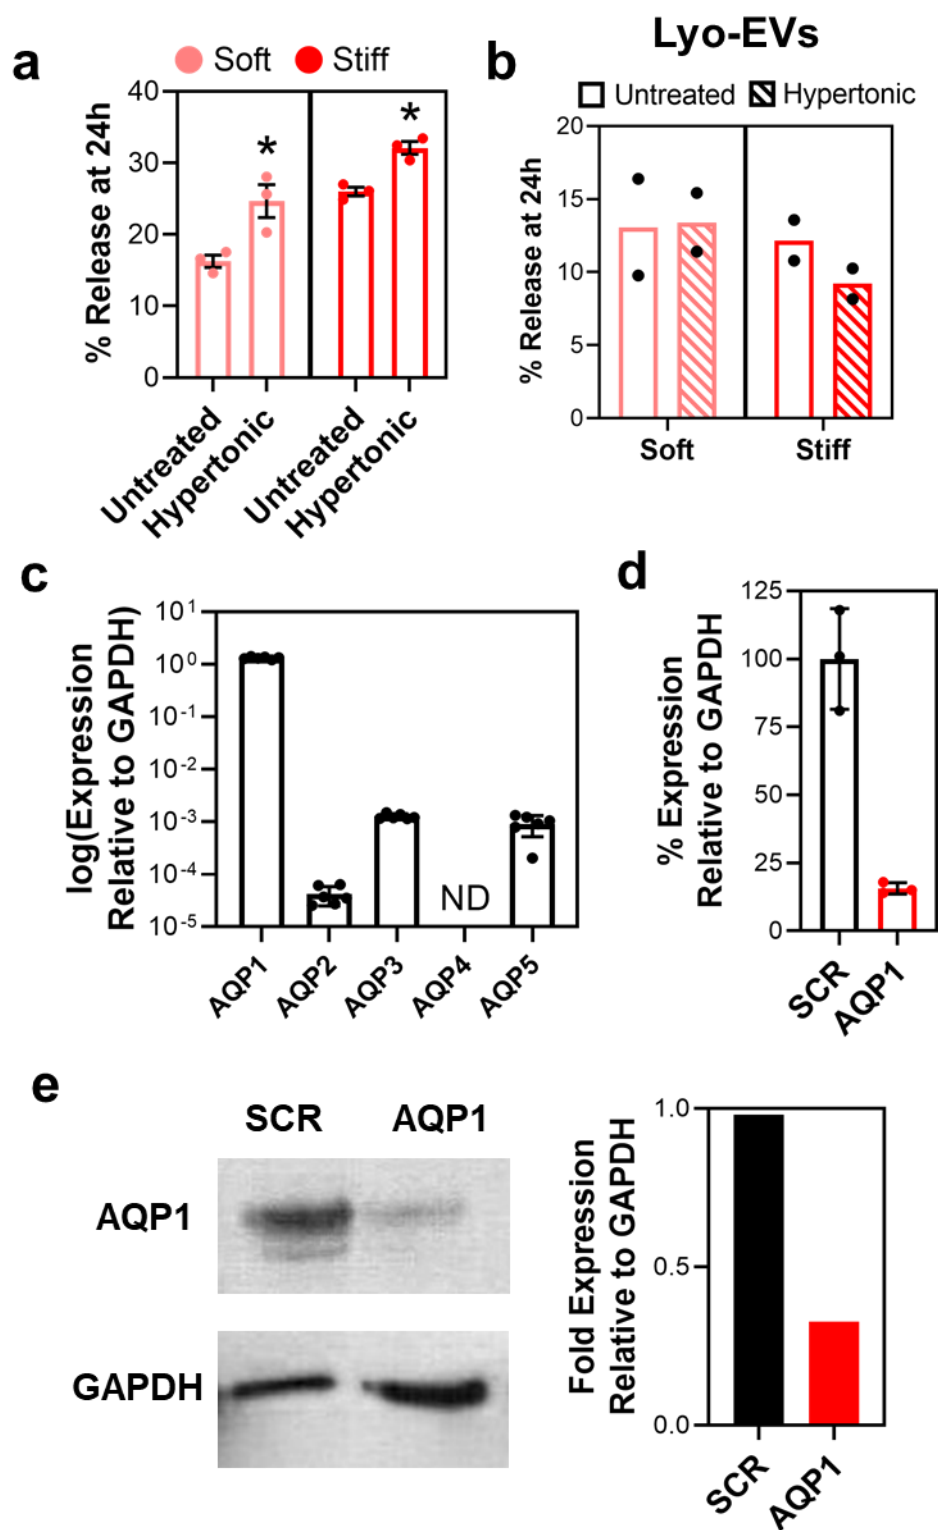 a
Soft Stiff
% Release at 24h
40
30
20
10
0
* *
Untreated
Hypertonic
Untreated
Hypertonic
Lyo-EVs
b
Untreated Hypertonic
% Release at 24h
20
15
10
5
0
Soft Stiff
c
log(Expression
Relative to GAPDH)
10¹
10⁰
10⁻¹
10⁻²
10⁻³
10⁻⁴
10⁻⁵
ND
AQP1
AQP2
AQP3
AQP4
AQP5
d
% Expression
Relative to GAPDH
125
100
75
50
25
0
SCR
AQP1
e
SCR AQP1
AQP1
GAPDH
Fold Expression
Relative to GAPDH
1.0
0.5
0.0
SCR
AQP1